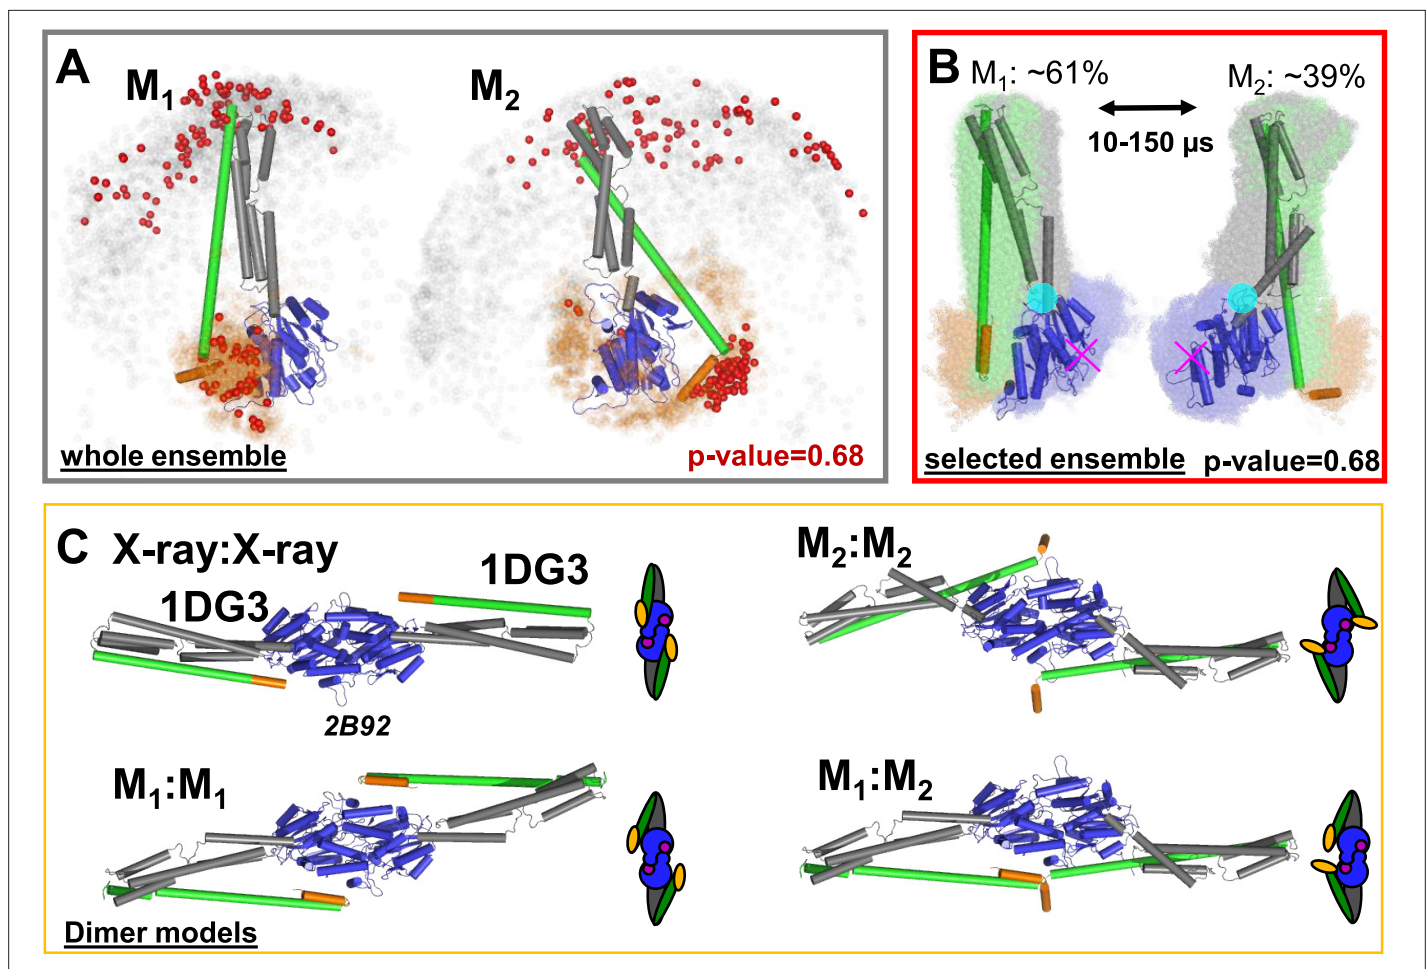 A
M₁
M₂
whole ensemble
p-value=0.68
B
M₁: ~61%
M₂: ~39%
10-150 µs
selected ensemble
p-value=0.68
C
X-ray:X-ray
1DG3
1DG3
2B92
M₂:M₂
M₁:M₁
M₁:M₂
Dimer models